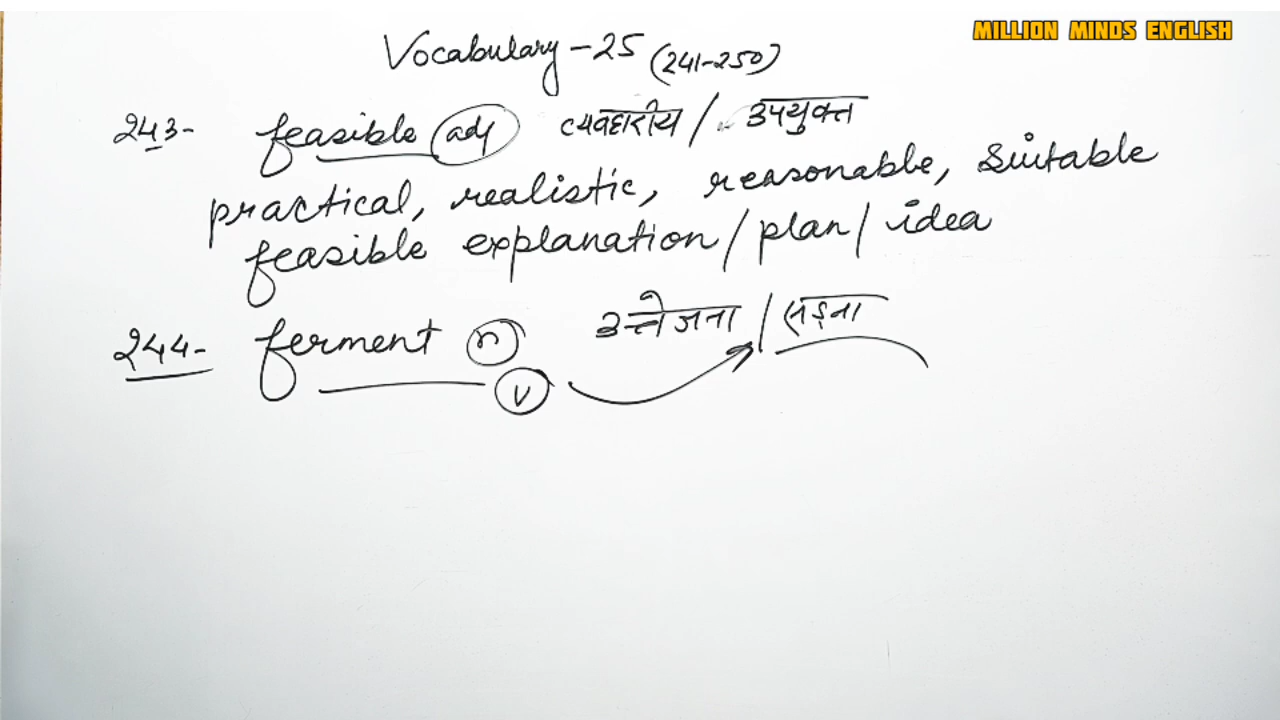 MILLION MINDS ENGLISH
Vocabulary - 25 (241-250)
243- feasible adj व्यवहारीय / उपयुक्त
practical, realistic, reasonable, suitable
feasible explanation / plan / idea
244- ferment n उत्तेजना / सड़ना
v